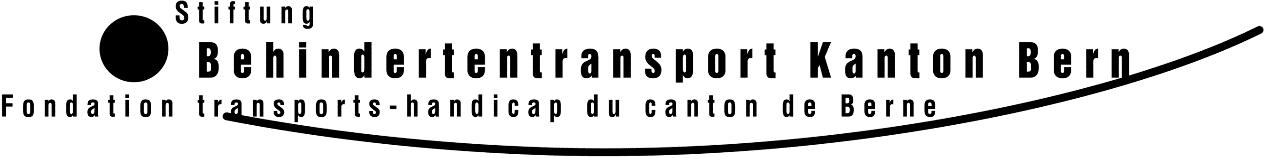 Stiftung
Behindertentransport Kanton Bern
Fondation transports-handicap du canton de Berne